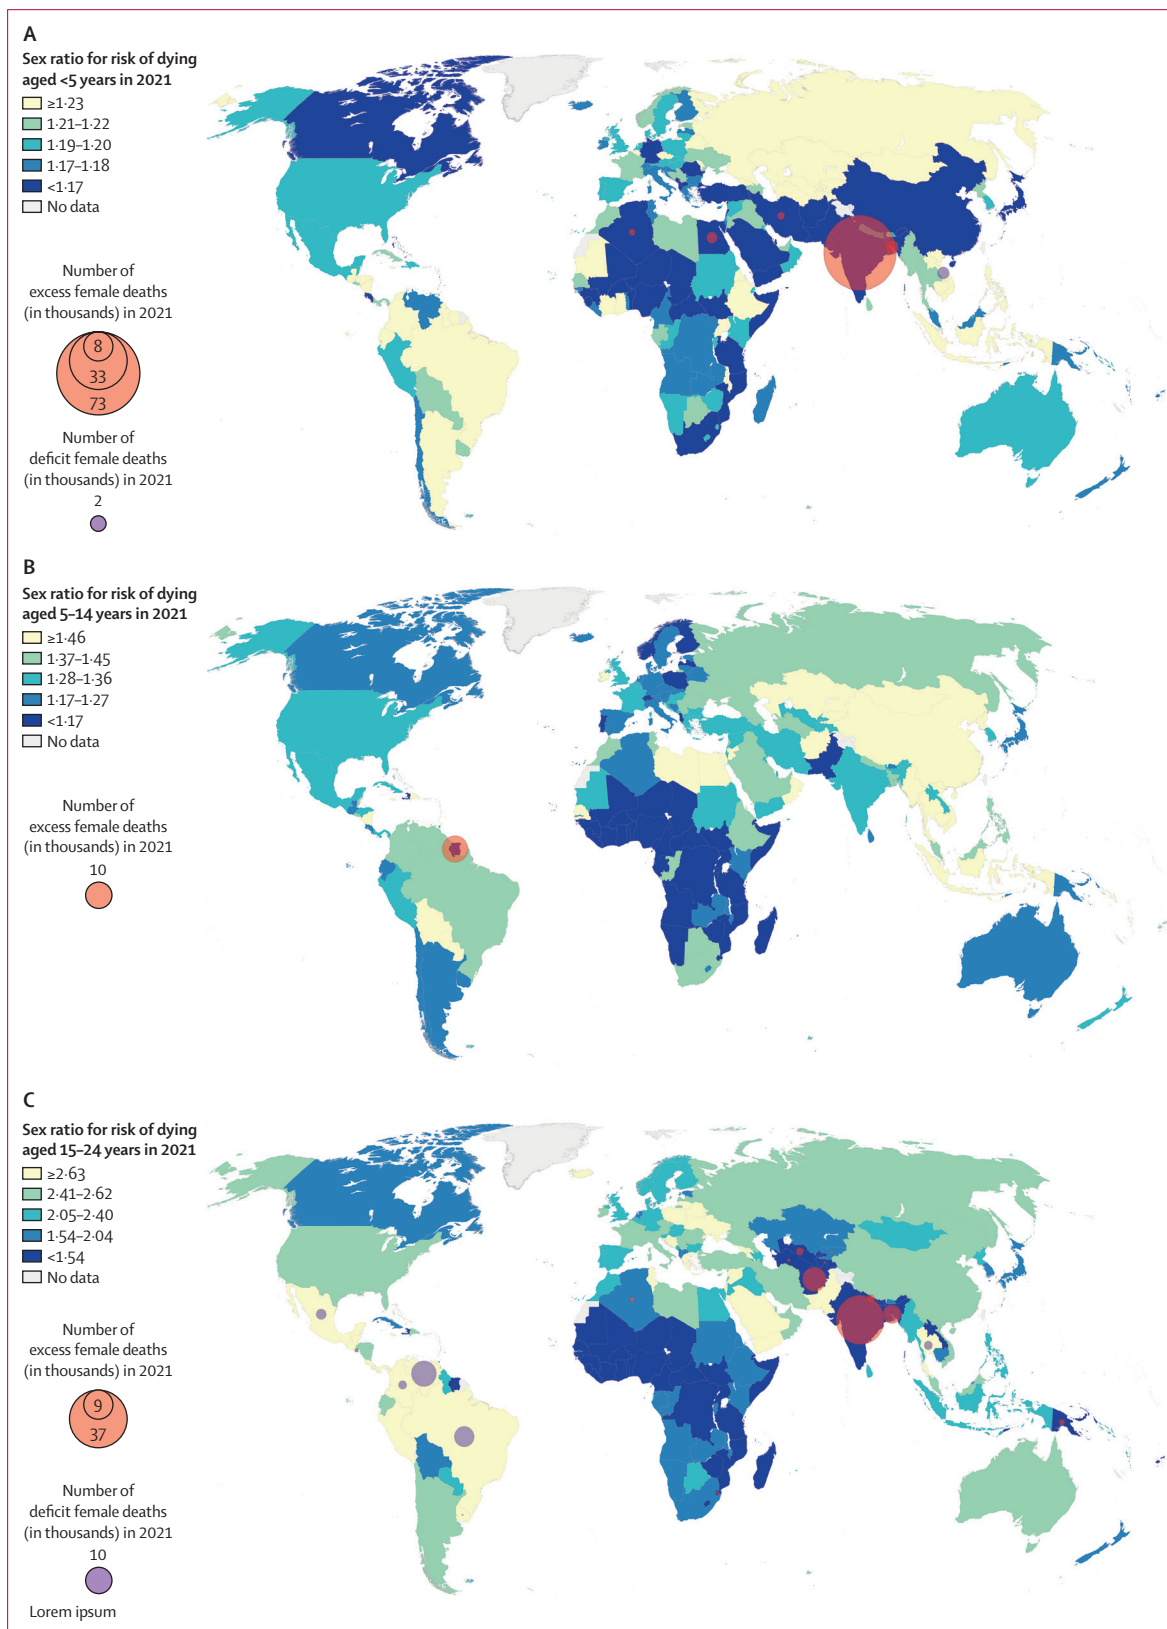 A
Sex ratio for risk of dying
aged <5 years in 2021
≥1·23
1·21–1·22
1·19–1·20
1·17–1·18
<1·17
No data
Number of
excess female deaths
(in thousands) in 2021
8
33
73
Number of
deficit female deaths
(in thousands) in 2021
2
B
Sex ratio for risk of dying
aged 5–14 years in 2021
≥1·46
1·37–1·45
1·28–1·36
1·17–1·27
<1·17
No data
Number of
excess female deaths
(in thousands) in 2021
10
C
Sex ratio for risk of dying
aged 15–24 years in 2021
≥2·63
2·41–2·62
2·05–2·40
1·54–2·04
<1·54
No data
Number of
excess female deaths
(in thousands) in 2021
9
37
Number of
deficit female deaths
(in thousands) in 2021
10
Lorem ipsum